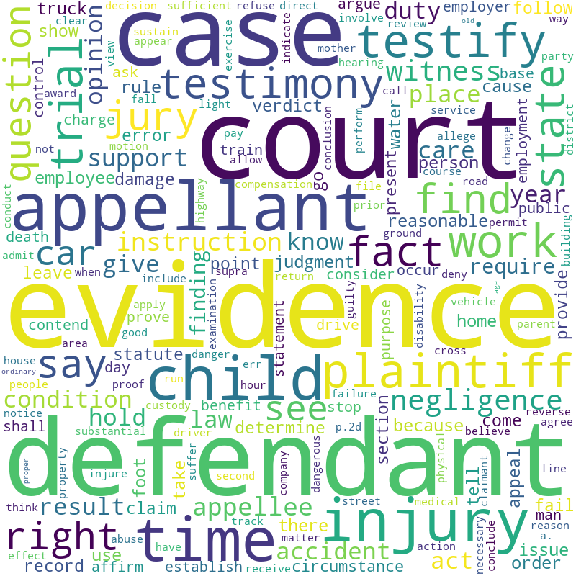 decision sufficient refuse direct argue employer follow
truck opinion clear view case exercise sustain involve mother duty
show control appear indicate review hearing old way
question trial award ask light call testify party
not rule fall testimony witness base
charge jury verdict place cause state
motion error pay conclusion allege district
support train allow court go perform service care change
employee damage highway compensation file present water person employment
death conduct appellant prior course road year
admit instruction know ground find public building
car give point judgment fact deny permit reasonable work
leave when include supra consider occur require
contend finding prove apply examination return evidence guilty vehicle provide
area good drive statement purpose disability home parent
say statute danger err cross age
house day plaintiff
ordinary people proof run hour child failure reverse
condition custody benefit see stop negligence agree
notice shall hold law determine because come believe
substantial driver p.2d section
think property injure foot take suffer second company dangerous defendant physical tell claimant appeal line fail
proper result claim appellee street medical man
right abuse track there injury necessary reason a.
effect use have time matter accident action conclude act issue
record affirm establish receive circumstance order